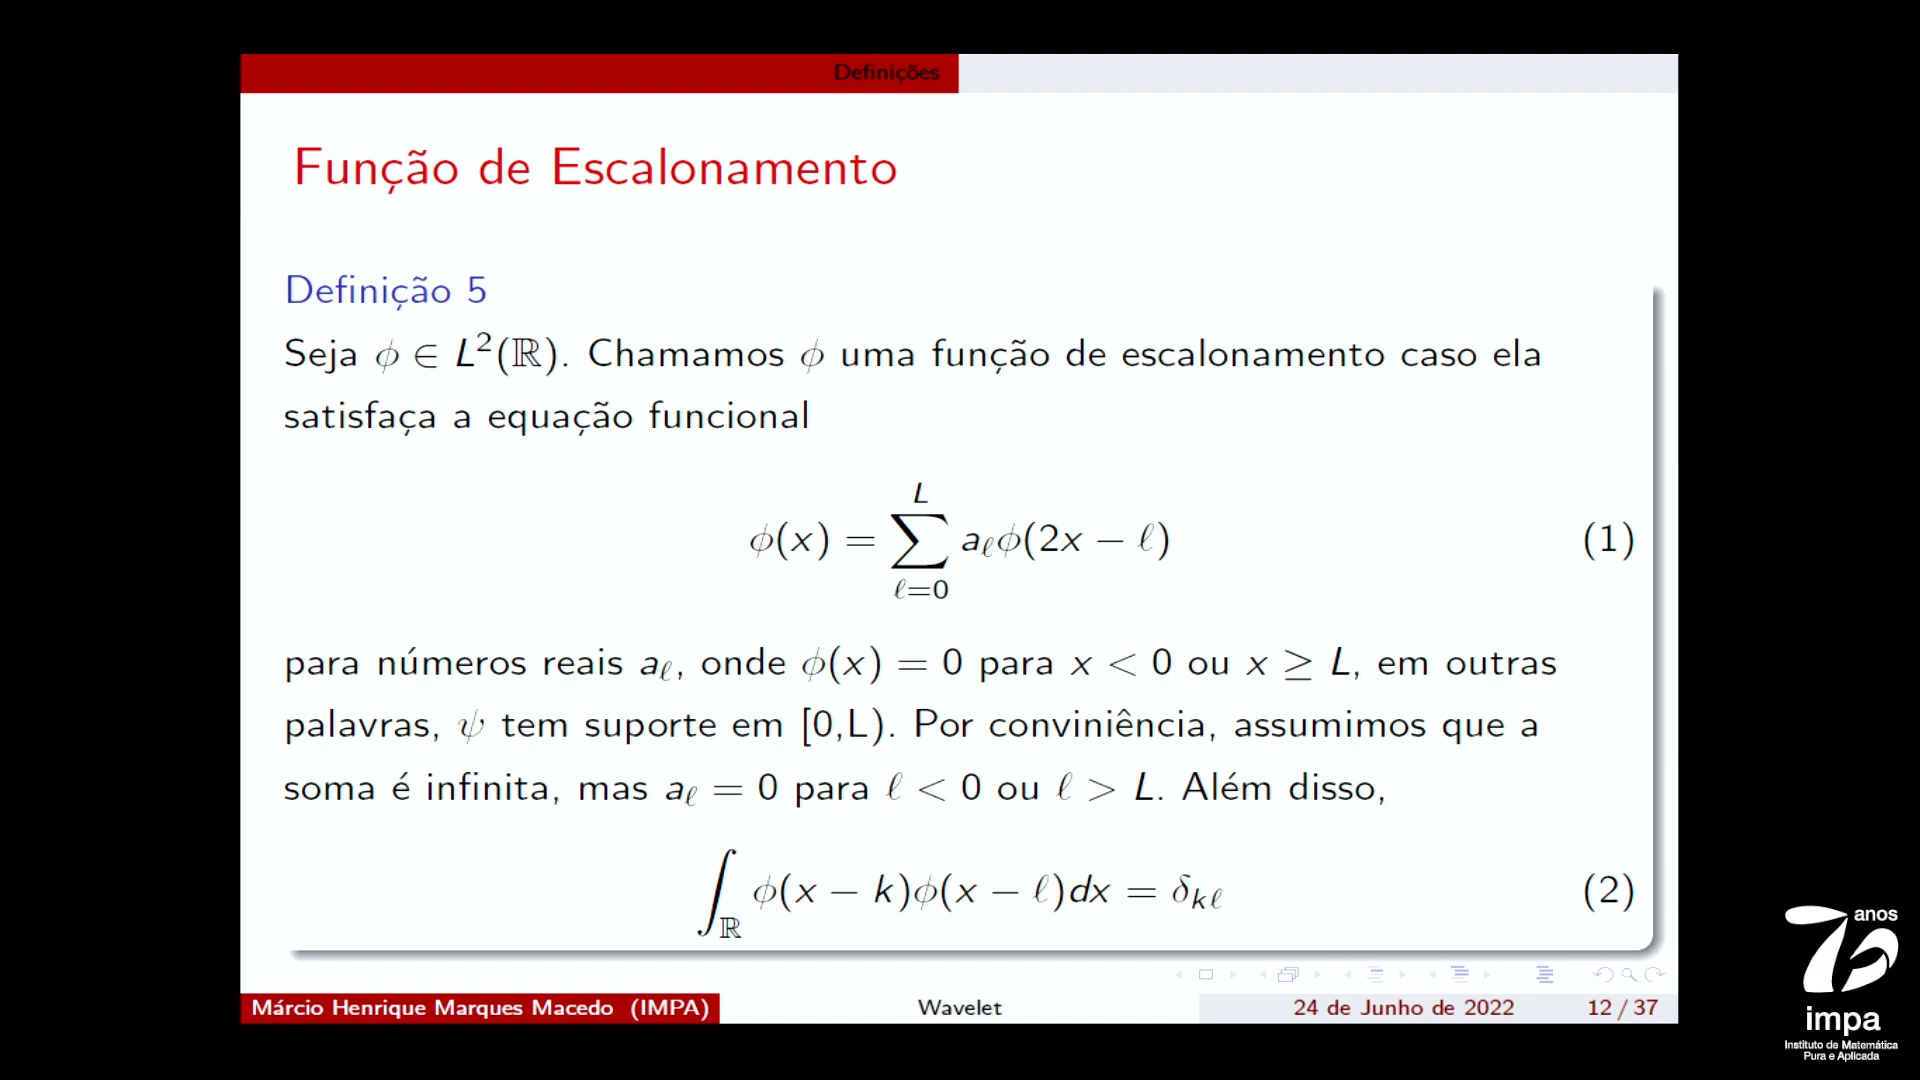 Definições
Função de Escalonamento
Definição 5
Seja ϕ ∈ L²(ℝ). Chamamos ϕ uma função de escalonamento caso ela
satisfaça a equação funcional
ϕ(x) = ∑_{ℓ=0}^{L} a_ℓ ϕ(2x − ℓ) (1)
para números reais a_ℓ, onde ϕ(x) = 0 para x < 0 ou x ≥ L, em outras
palavras, ψ tem suporte em [0,L). Por conviniência, assumimos que a
soma é infinita, mas a_ℓ = 0 para ℓ < 0 ou ℓ > L. Além disso,
∫_ℝ ϕ(x − k)ϕ(x − ℓ)dx = δ_{kℓ} (2)
Márcio Henrique Marques Macedo (IMPA) Wavelet 24 de Junho de 2022 12 / 37
70 anos
impa
Instituto de Matemática
Pura e Aplicada